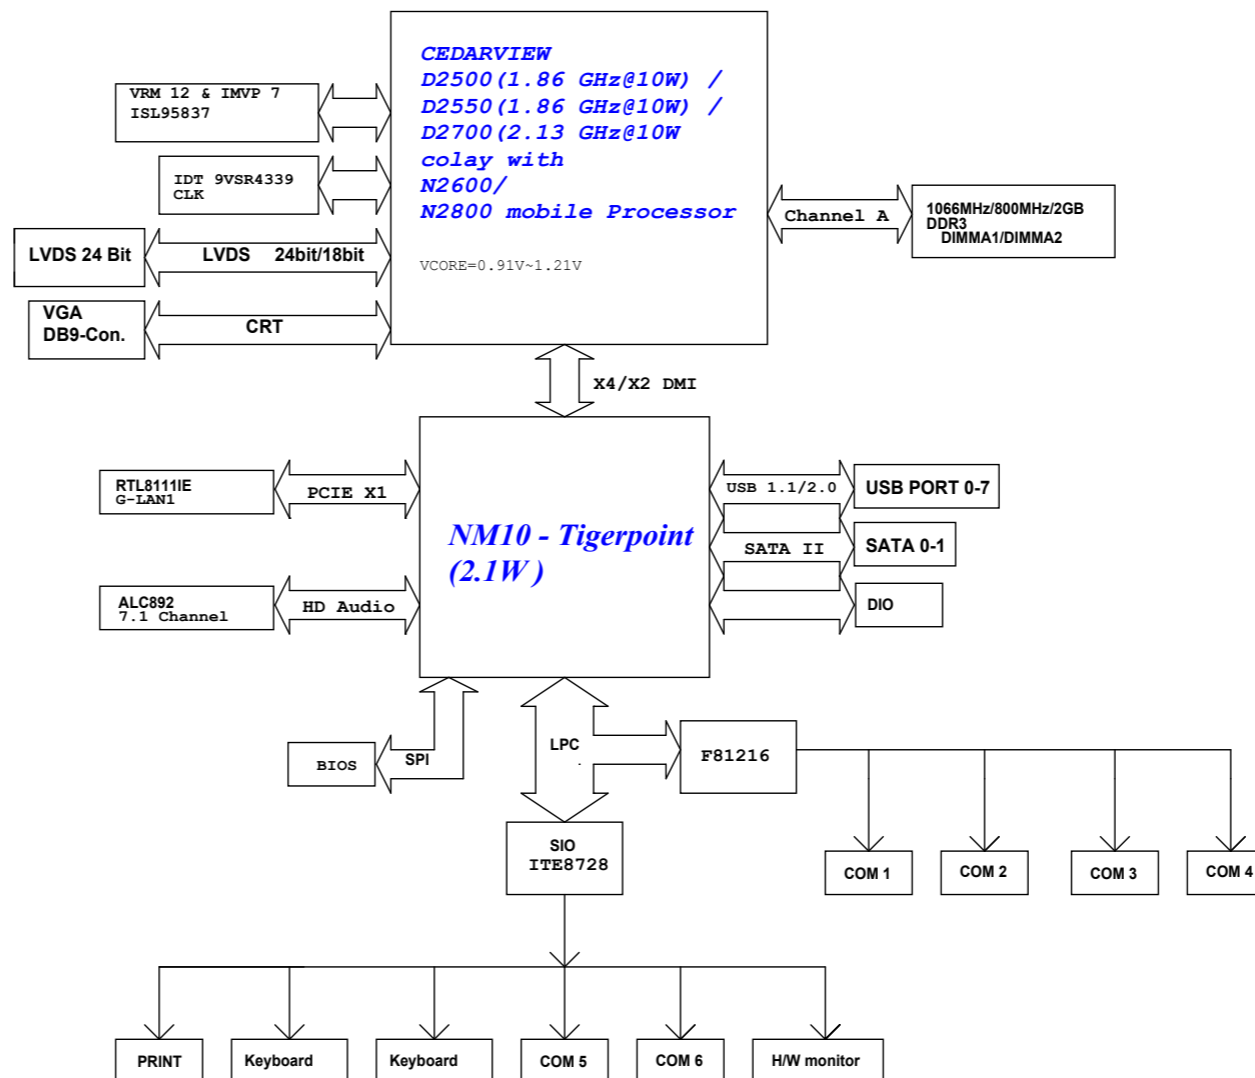 CEDARVIEW
D2500(1.86 GHz@10W) /
D2550(1.86 GHz@10W) /
D2700(2.13 GHz@10W
colay with
N2600/
N2800 mobile Processor
VCORE=0.91V~1.21V
VRM 12 & IMVP 7
ISL95837
IDT 9VSR4339
CLK
LVDS 24 Bit
LVDS 24bit/18bit
VGA
DB9-Con.
CRT
Channel A
1066MHz/800MHz/2GB
DDR3
DIMMA1/DIMMA2
X4/X2 DMI
RTL8111IE
G-LAN1
PCIE X1
ALC892
7.1 Channel
HD Audio
NM10 - Tigerpoint
(2.1W )
USB 1.1/2.0
USB PORT 0-7
SATA II
SATA 0-1
DIO
BIOS
SPI
LPC
F81216
SIO
ITE8728
COM 1
COM 2
COM 3
COM 4
PRINT
Keyboard
Keyboard
COM 5
COM 6
H/W monitor